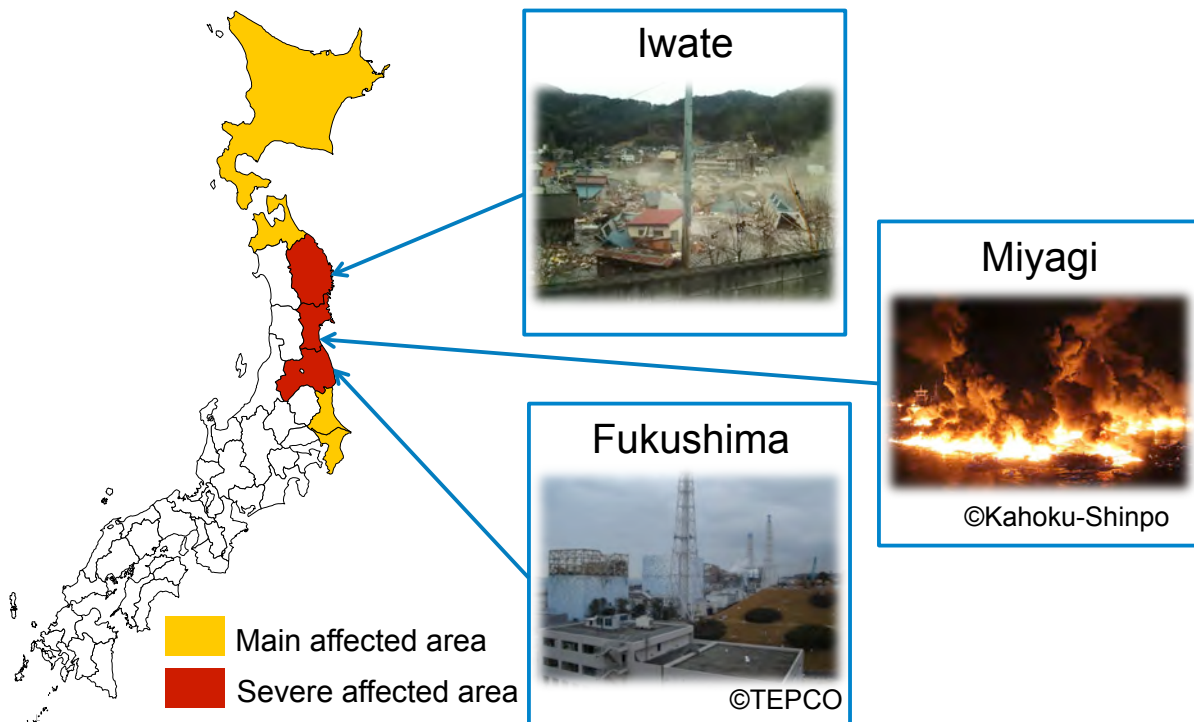 Iwate
Miyagi
©Kahoku-Shinpo
Fukushima
©TEPCO
Main affected area
Severe affected area